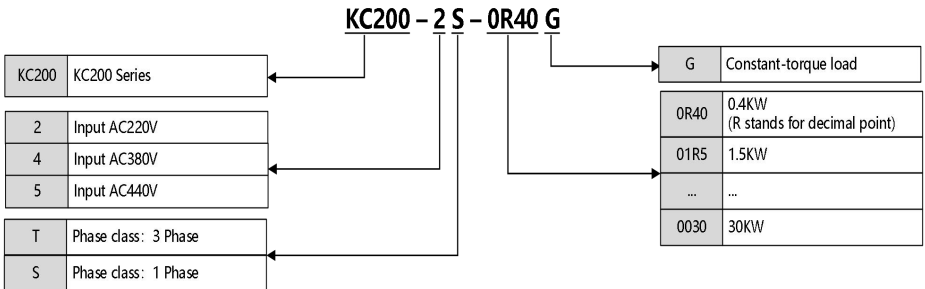 KC200 – 2 S – 0R40 G
KC200 KC200 Series
2 Input AC220V
4 Input AC380V
5 Input AC440V
T Phase class: 3 Phase
S Phase class: 1 Phase
G Constant-torque load
0R40 0.4KW
(R stands for decimal point)
01R5 1.5KW
... ...
0030 30KW